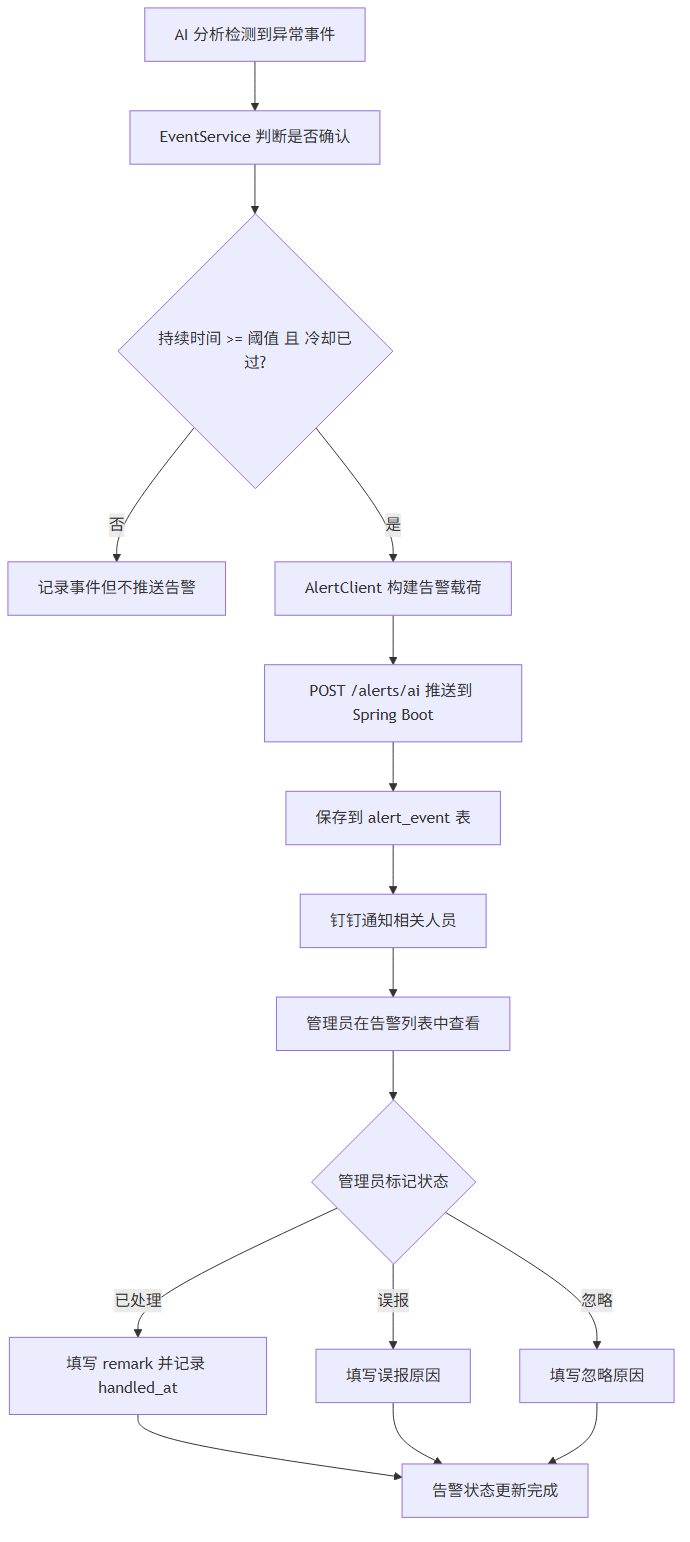 AI 分析检测到异常事件
EventService 判断是否确认
持续时间 >= 阈值 且 冷却已
过?
否
是
记录事件但不推送告警
AlertClient 构建告警载荷
POST /alerts/ai 推送到
Spring Boot
保存到 alert_event 表
钉钉通知相关人员
管理员在告警列表中查看
管理员标记状态
已处理
误报
忽略
填写 remark 并记录
handled_at
填写误报原因
填写忽略原因
告警状态更新完成